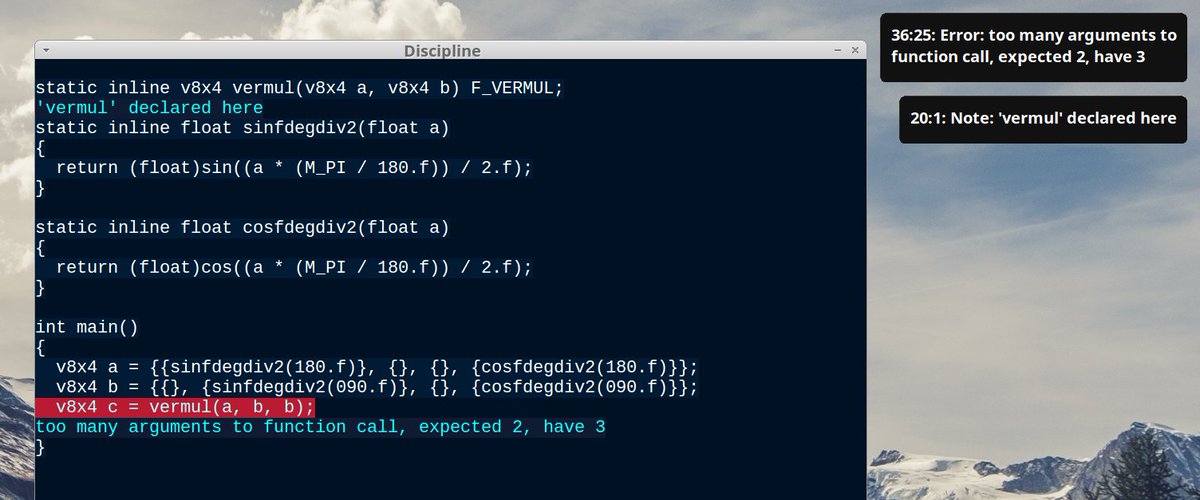 Discipline
static inline v8x4 vermul(v8x4 a, v8x4 b) F_VERMUL;
'vermul' declared here
static inline float sinfdegdiv2(float a)
{
  return (float)sin((a * (M_PI / 180.f)) / 2.f);
}
static inline float cosfdegdiv2(float a)
{
  return (float)cos((a * (M_PI / 180.f)) / 2.f);
}
int main()
{
  v8x4 a = {{sinfdegdiv2(180.f)}, {}, {}, {cosfdegdiv2(180.f)}};
  v8x4 b = {{}, {sinfdegdiv2(090.f)}, {}, {cosfdegdiv2(090.f)}};
  v8x4 c = vermul(a, b, b);
too many arguments to function call, expected 2, have 3
}
36:25: Error: too many arguments to
function call, expected 2, have 3
20:1: Note: 'vermul' declared here